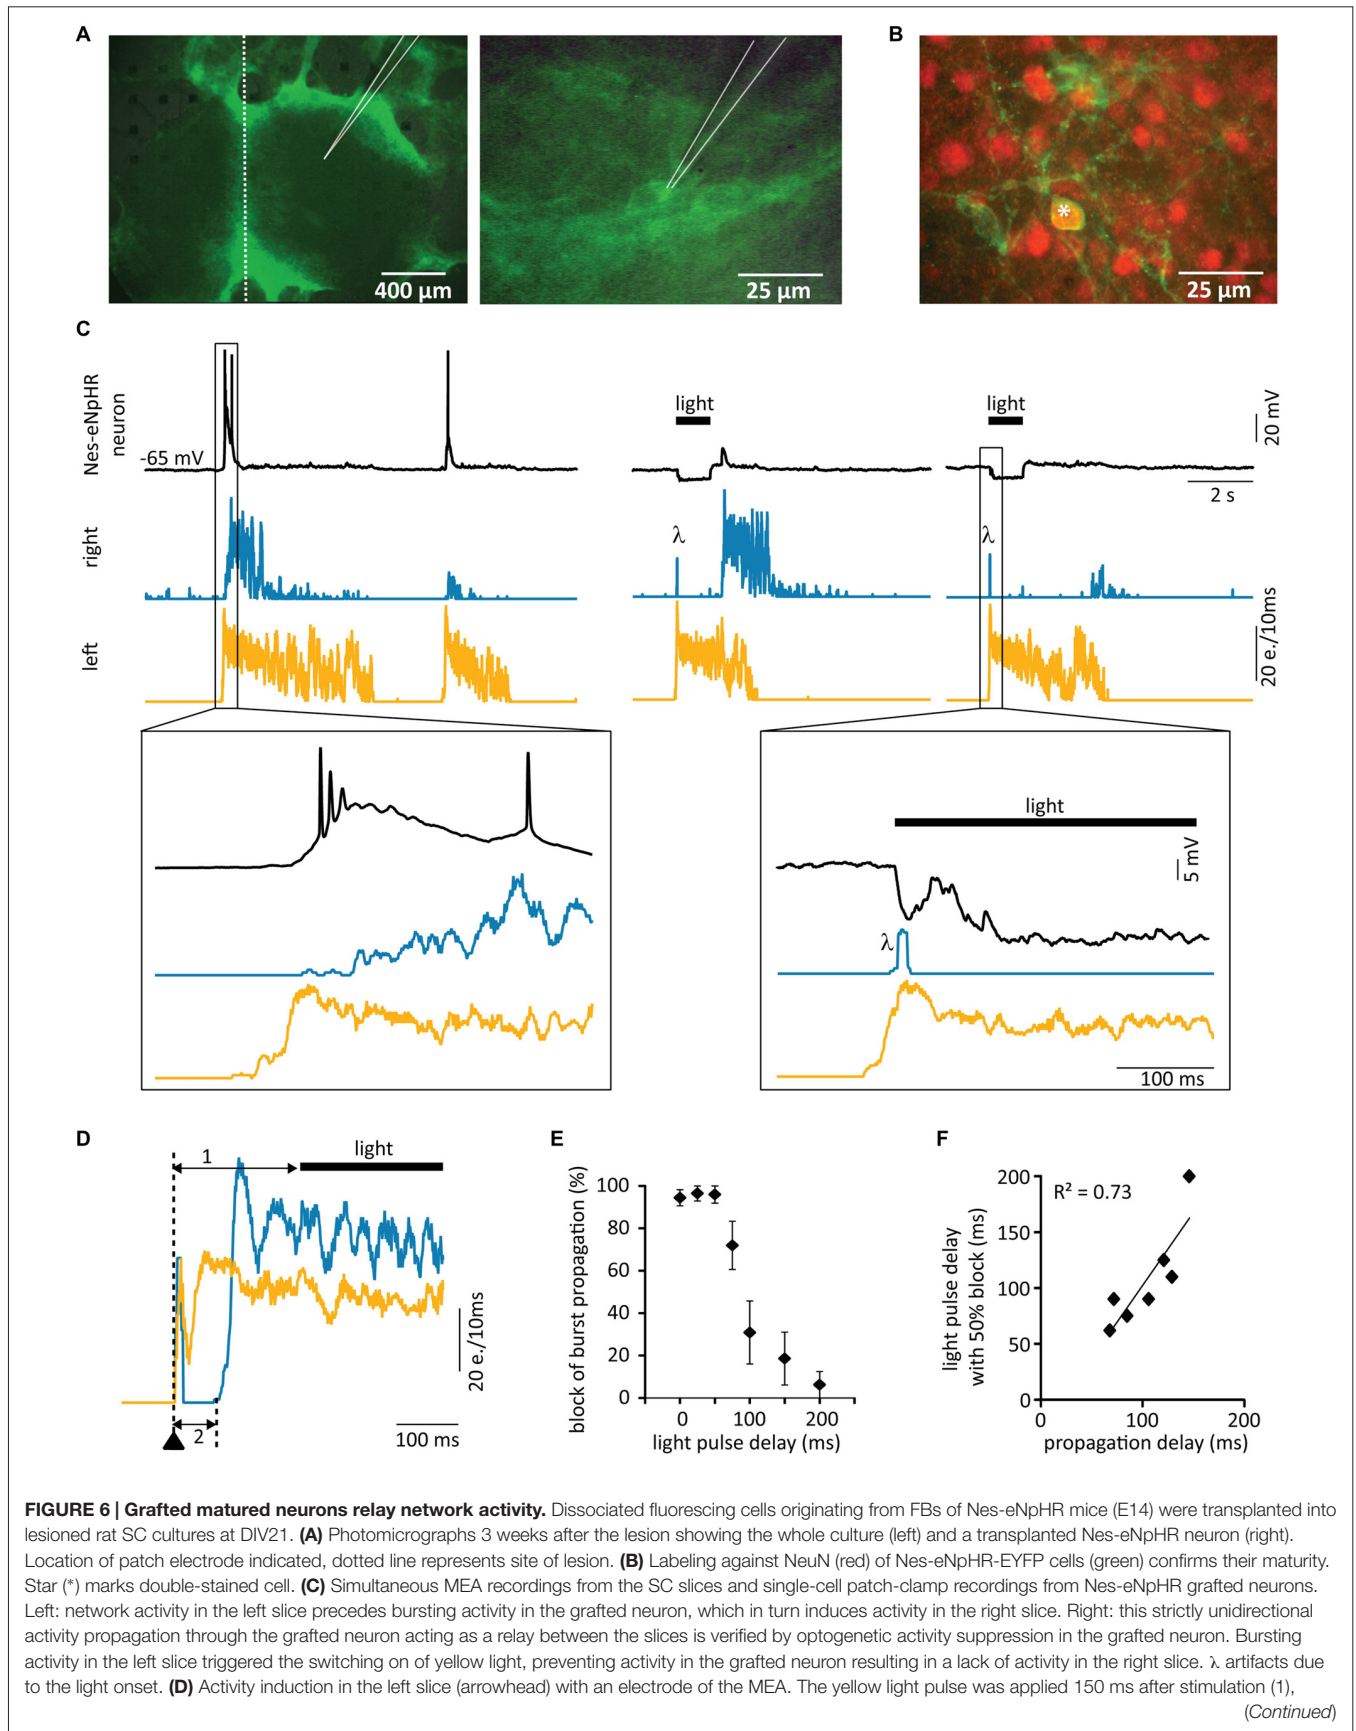 A
B
400 µm
25 µm
*
25 µm
C
Nes-eNpHR
neuron
-65 mV
light
light
20 mV
2 s
right
λ
λ
left
20 e./10ms
light
5 mV
λ
100 ms
D
1
light
20 e./10ms
2
100 ms
E
block of burst propagation (%)
100
80
60
40
20
0
0
100
200
light pulse delay (ms)
F
light pulse delay
with 50% block (ms)
200
150
100
50
0
R² = 0.73
0
100
200
propagation delay (ms)
FIGURE 6 | Grafted matured neurons relay network activity. Dissociated fluorescing cells originating from FBs of Nes-eNpHR mice (E14) were transplanted into
lesioned rat SC cultures at DIV21. (A) Photomicrographs 3 weeks after the lesion showing the whole culture (left) and a transplanted Nes-eNpHR neuron (right).
Location of patch electrode indicated, dotted line represents site of lesion. (B) Labeling against NeuN (red) of Nes-eNpHR-EYFP cells (green) confirms their maturity.
Star (*) marks double-stained cell. (C) Simultaneous MEA recordings from the SC slices and single-cell patch-clamp recordings from Nes-eNpHR grafted neurons.
Left: network activity in the left slice precedes bursting activity in the grafted neuron, which in turn induces activity in the right slice. Right: this strictly unidirectional
activity propagation through the grafted neuron acting as a relay between the slices is verified by optogenetic activity suppression in the grafted neuron. Bursting
activity in the left slice triggered the switching on of yellow light, preventing activity in the grafted neuron resulting in a lack of activity in the right slice. λ artifacts due
to the light onset. (D) Activity induction in the left slice (arrowhead) with an electrode of the MEA. The yellow light pulse was applied 150 ms after stimulation (1),
(Continued)